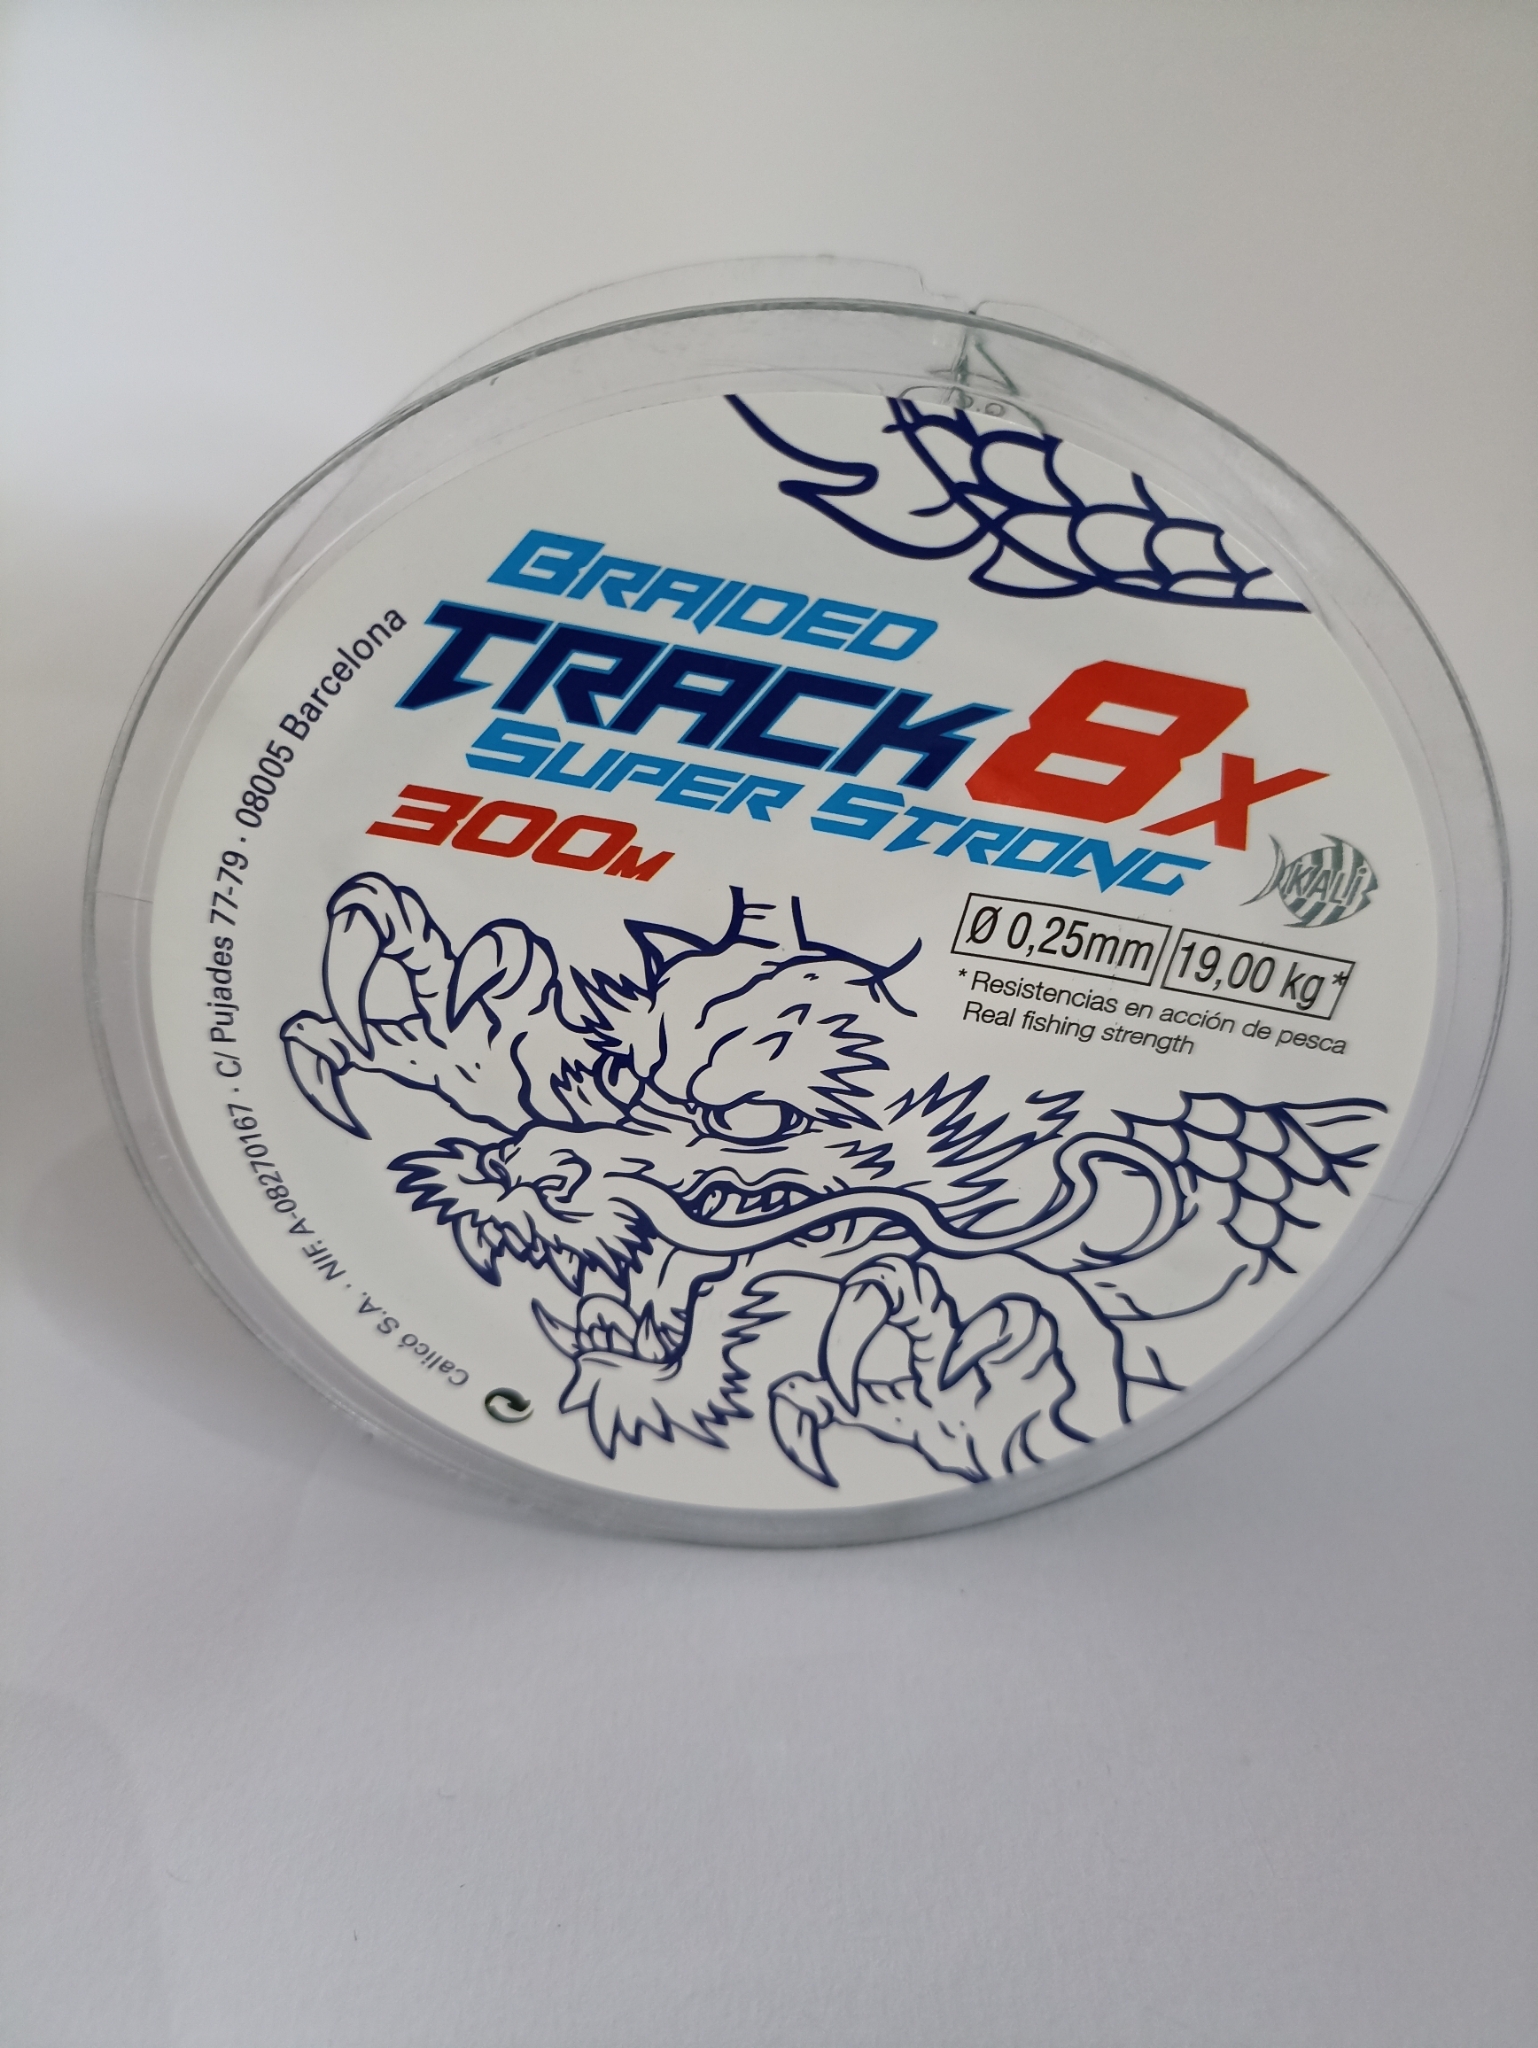 BRAIDED
TRACK 8X
SUPER STRONG
300M
KALI
Ø 0,25mm 19,00 kg*
* Resistencias en acción de pesca
Real fishing strength
Calicó S.A. · NIF. A-08270167 · C/ Pujades 77-79 · 08005 Barcelona